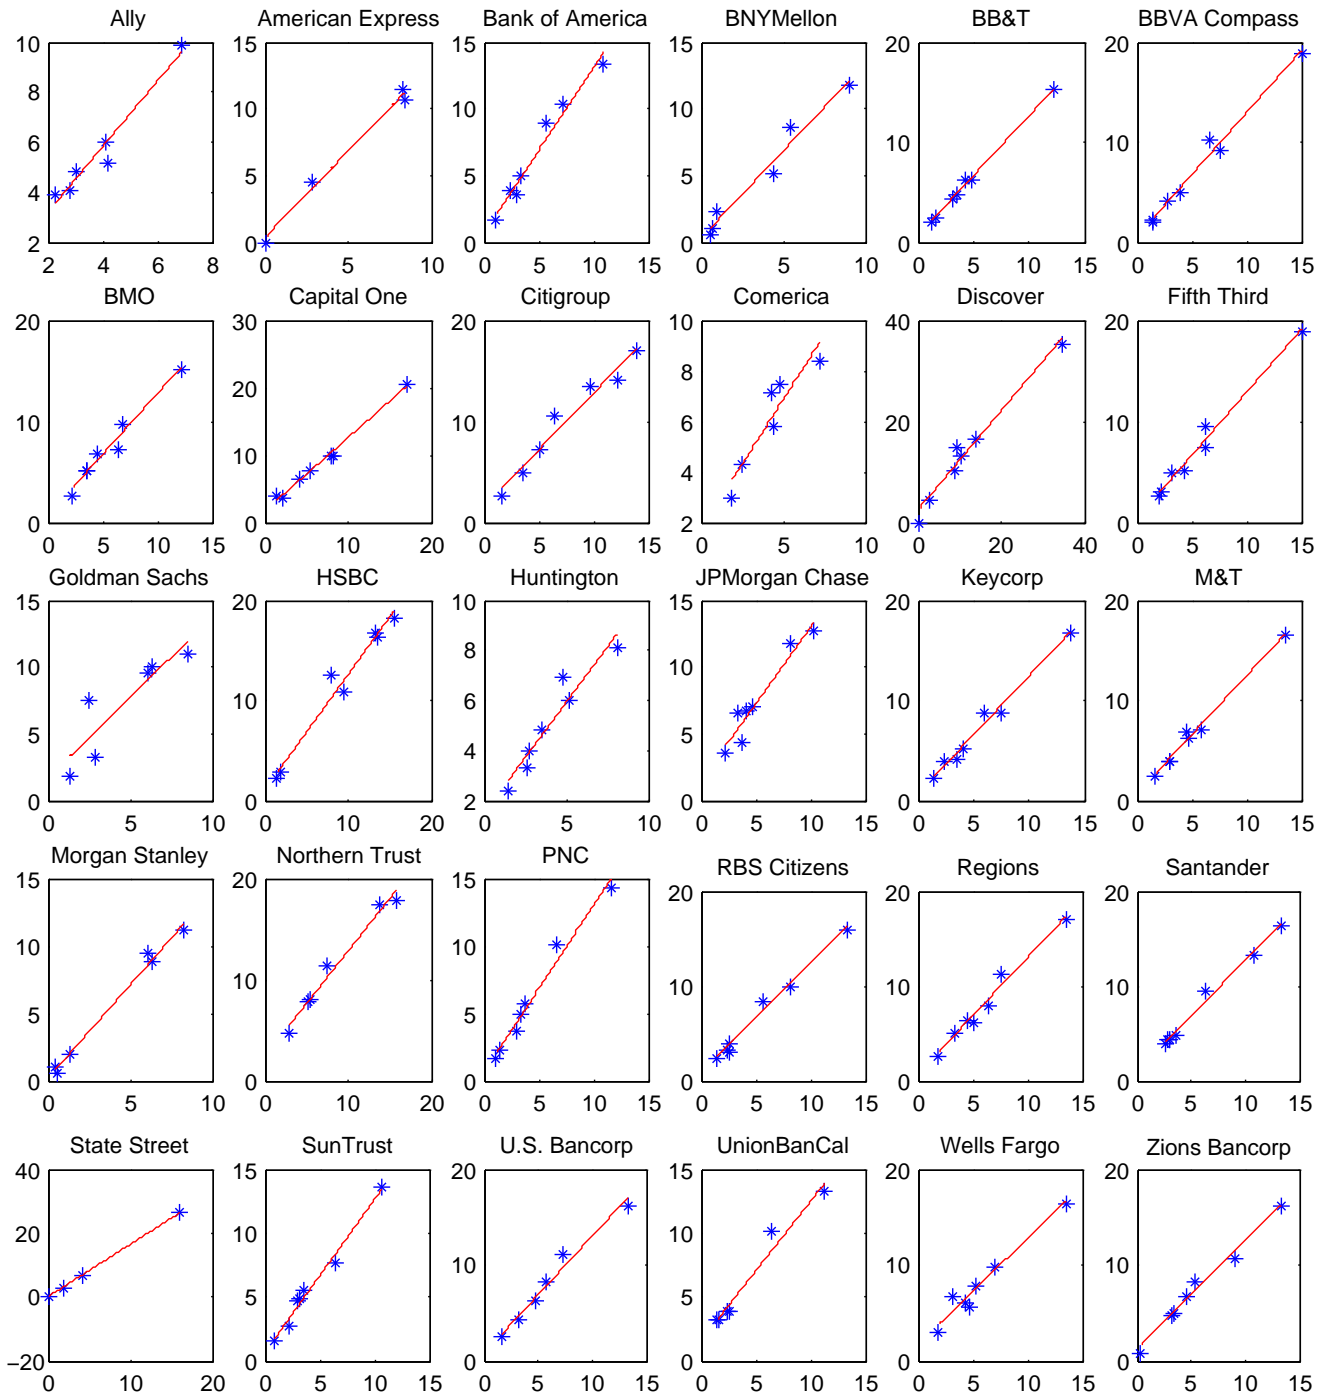 Ally American Express Bank of America BNYMellon BB&T BBVA Compass
10 15 15 15 20 20
8
10 10 10
6 10 10
5 5 5
4
2 0 0 0 0 0
2 4 6 8 0 5 10 0 5 10 15 0 5 10 0 5 10 15 0 5 10 15
BMO Capital One Citigroup Comerica Discover Fifth Third
20 30 20 10 40 20
8
20
10 10 6 20 10
10
4
0 0 0 2 0 0
0 5 10 15 0 10 20 0 5 10 15 0 5 10 0 20 40 0 5 10 15
Goldman Sachs HSBC Huntington JPMorgan Chase Keycorp M&T
15 20 10 15 20 20
8
10 10
10 6 10 10
5 5
4
0 0 2 0 0 0
0 5 10 0 10 20 0 5 10 0 5 10 15 0 5 10 15 0 5 10 15
Morgan Stanley Northern Trust PNC RBS Citizens Regions Santander
15 20 15 20 20 20
10 10
10 10 10 10
5 5
0 0 0 0 0 0
0 5 10 0 10 20 0 5 10 15 0 5 10 15 0 5 10 15 0 5 10 15
State Street SunTrust U.S. Bancorp UnionBanCal Wells Fargo Zions Bancorp
40 15 20 15 20 20
20 10 10
10 10 10
0 5 5
−20 0 0 0 0 0
0 10 20 0 5 10 15 0 5 10 15 0 5 10 15 0 5 10 15 0 5 10 15